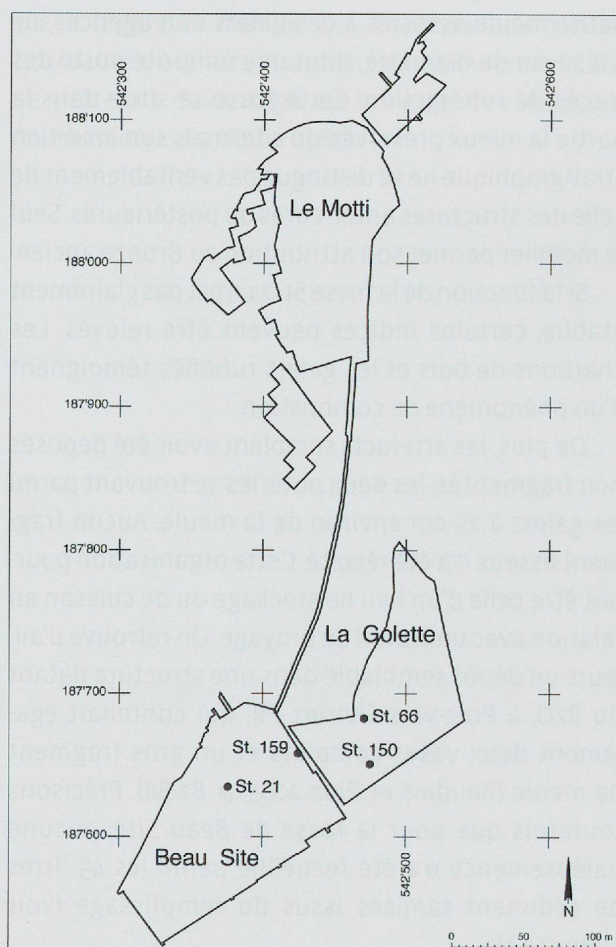 542'300
542'400
542'600
188'100
Le Motti
188'000
187'900
187'800
La Golette
187'700
St. 66
St. 159
St. 150
St. 21
187'600
Beau Site
542'500
N
0 50 100 m